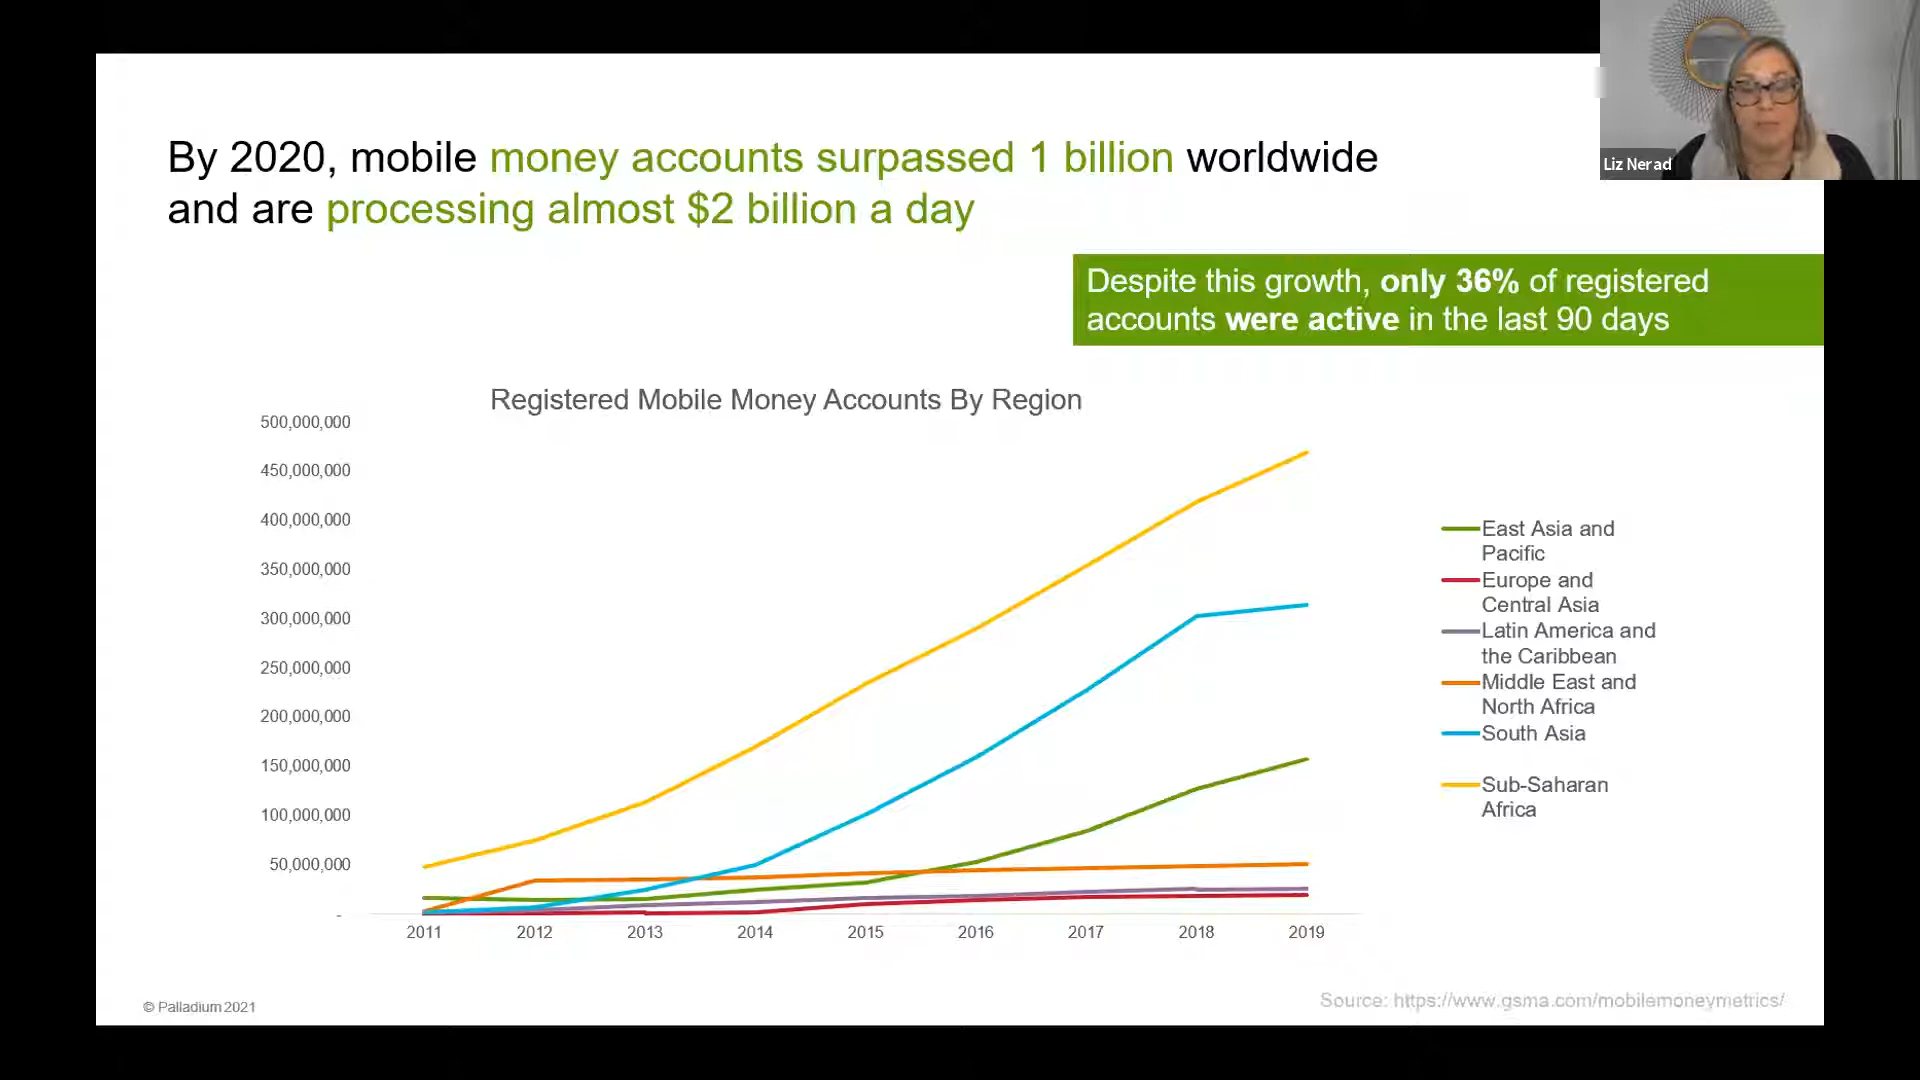 By 2020, mobile money accounts surpassed 1 billion worldwide
and are processing almost $2 billion a day
Liz Nerad
Despite this growth, only 36% of registered
accounts were active in the last 90 days
Registered Mobile Money Accounts By Region
500,000,000
450,000,000
400,000,000
350,000,000
300,000,000
250,000,000
200,000,000
150,000,000
100,000,000
50,000,000
-
2011 2012 2013 2014 2015 2016 2017 2018 2019
East Asia and
Pacific
Europe and
Central Asia
Latin America and
the Caribbean
Middle East and
North Africa
South Asia
Sub-Saharan
Africa
© Palladium 2021
Source: https://www.gsma.com/mobilemoneymetrics/